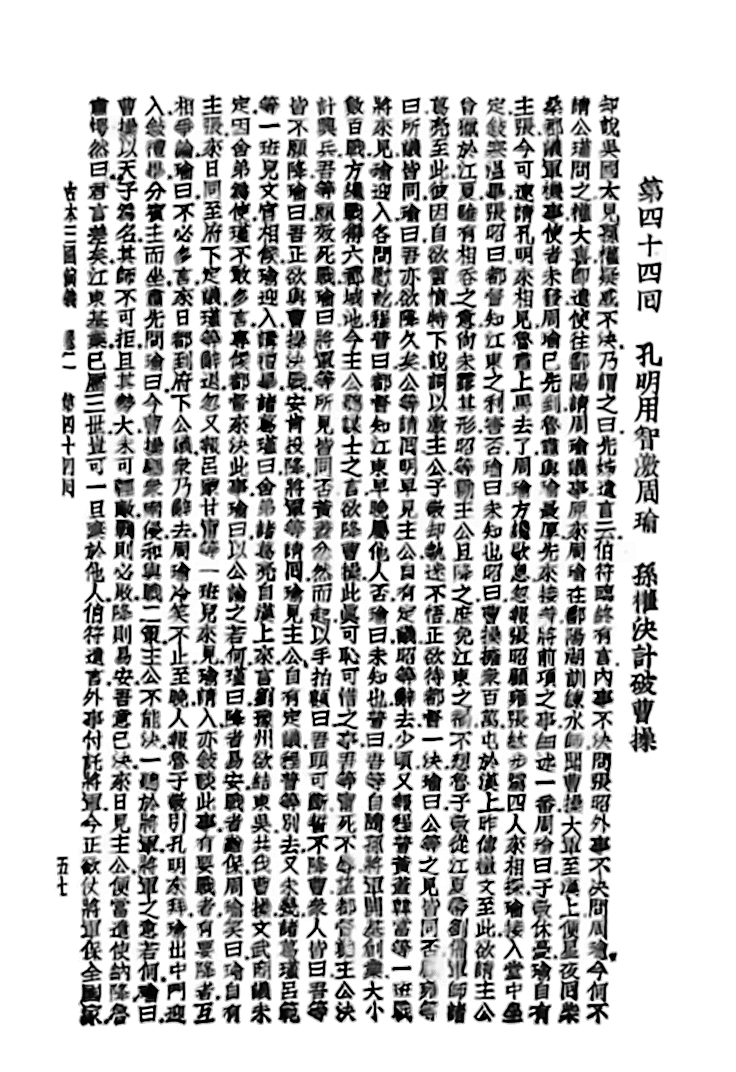 第四十四回　孔明用智激周瑜　孫權決計破曹操
却說吳國太見孫權疑惑不決乃謂之曰先姊遺言云伯符臨終有言內事不決問張昭外事不決問周瑜今何不
請公瑾問之權大喜卽遣使往鄱陽請周瑜議事原來周瑜在鄱陽湖訓練水師聞曹操大軍至漢上便星夜回柴
桑郡議軍機事使者未發周瑜已先到魯肅與瑜最厚先來接着將前項之事細述一番周瑜曰子敬休憂瑜自有
主張今可速請孔明來相見魯肅上馬去了周瑜方纔歇息忽報張昭顧雍張紘步騭四人來相探瑜接入堂中坐
定敍寒溫畢張昭曰都督知江東之利害否瑜曰未知也昭曰曹操擁衆百萬屯於漢上昨傳檄文至此欲請主公
會獵於江夏雖有相吞之意尙未露其形昭等勸主公且降之庶免江東之禍不想魯子敬從江夏帶劉備軍師諸
葛亮至此彼因自欲雪憤特下說詞以激主公子敬却執迷不悟正欲待都督一決瑜曰公等之見皆同否顧雍等
曰所議皆同瑜曰吾亦欲降久矣公等請回明早見主公自有定議昭等辭去少頃又報程普黃蓋韓當等一班戰
將來見瑜迎入各問慰訖程普曰都督知江東早晚屬他人否瑜曰未知也普曰吾等自隨孫將軍開基創業大小
數百戰方纔戰得六郡城池今主公聽謀士之言欲降曹操此眞可恥可惜之事吾等寧死不辱望都督勸主公決
計興兵吾等願效死戰瑜曰將軍等所見皆同否黃蓋忿然而起以手拍額曰吾頭可斷誓不降曹衆人皆曰吾等
皆不願降瑜曰吾正欲與曹操決戰安肯投降將軍等請回瑜見主公自有定議程普等別去又未幾諸葛瑾呂範
等一班兒文官相候瑜迎入講禮畢諸葛瑾曰舍弟諸葛亮自漢上來言劉豫州欲結東吳共伐曹操文武商議未
定因舍弟爲使瑾不敢多言專候都督來決此事瑜曰以公論之若何瑾曰降者易安戰者難保周瑜笑曰瑜自有
主張來日同至府下定議瑾等辭退忽又報呂蒙甘寧等一班兒來見瑜請入亦敍談此事有要戰者有要降者互
相爭論瑜曰不必多言來日都到府下公議衆乃辭去周瑜冷笑不止至晚人報魯子敬引孔明來拜瑜出中門迎
入敍禮畢分賓主而坐肅先問瑜曰今曹操驅衆南侵和與戰二策主公不能決一聽於將軍將軍之意若何瑜曰
曹操以天子爲名其師不可拒且其勢大未可輕敵戰則必敗降則易安吾意已決來日見主公便當遣使納降魯
肅愕然曰君言差矣江東基業已歷三世豈可一旦棄於他人伯符遺言外事付託將軍今正欲仗將軍保全國家
古本三國演義　卷二　第四十四回
五七